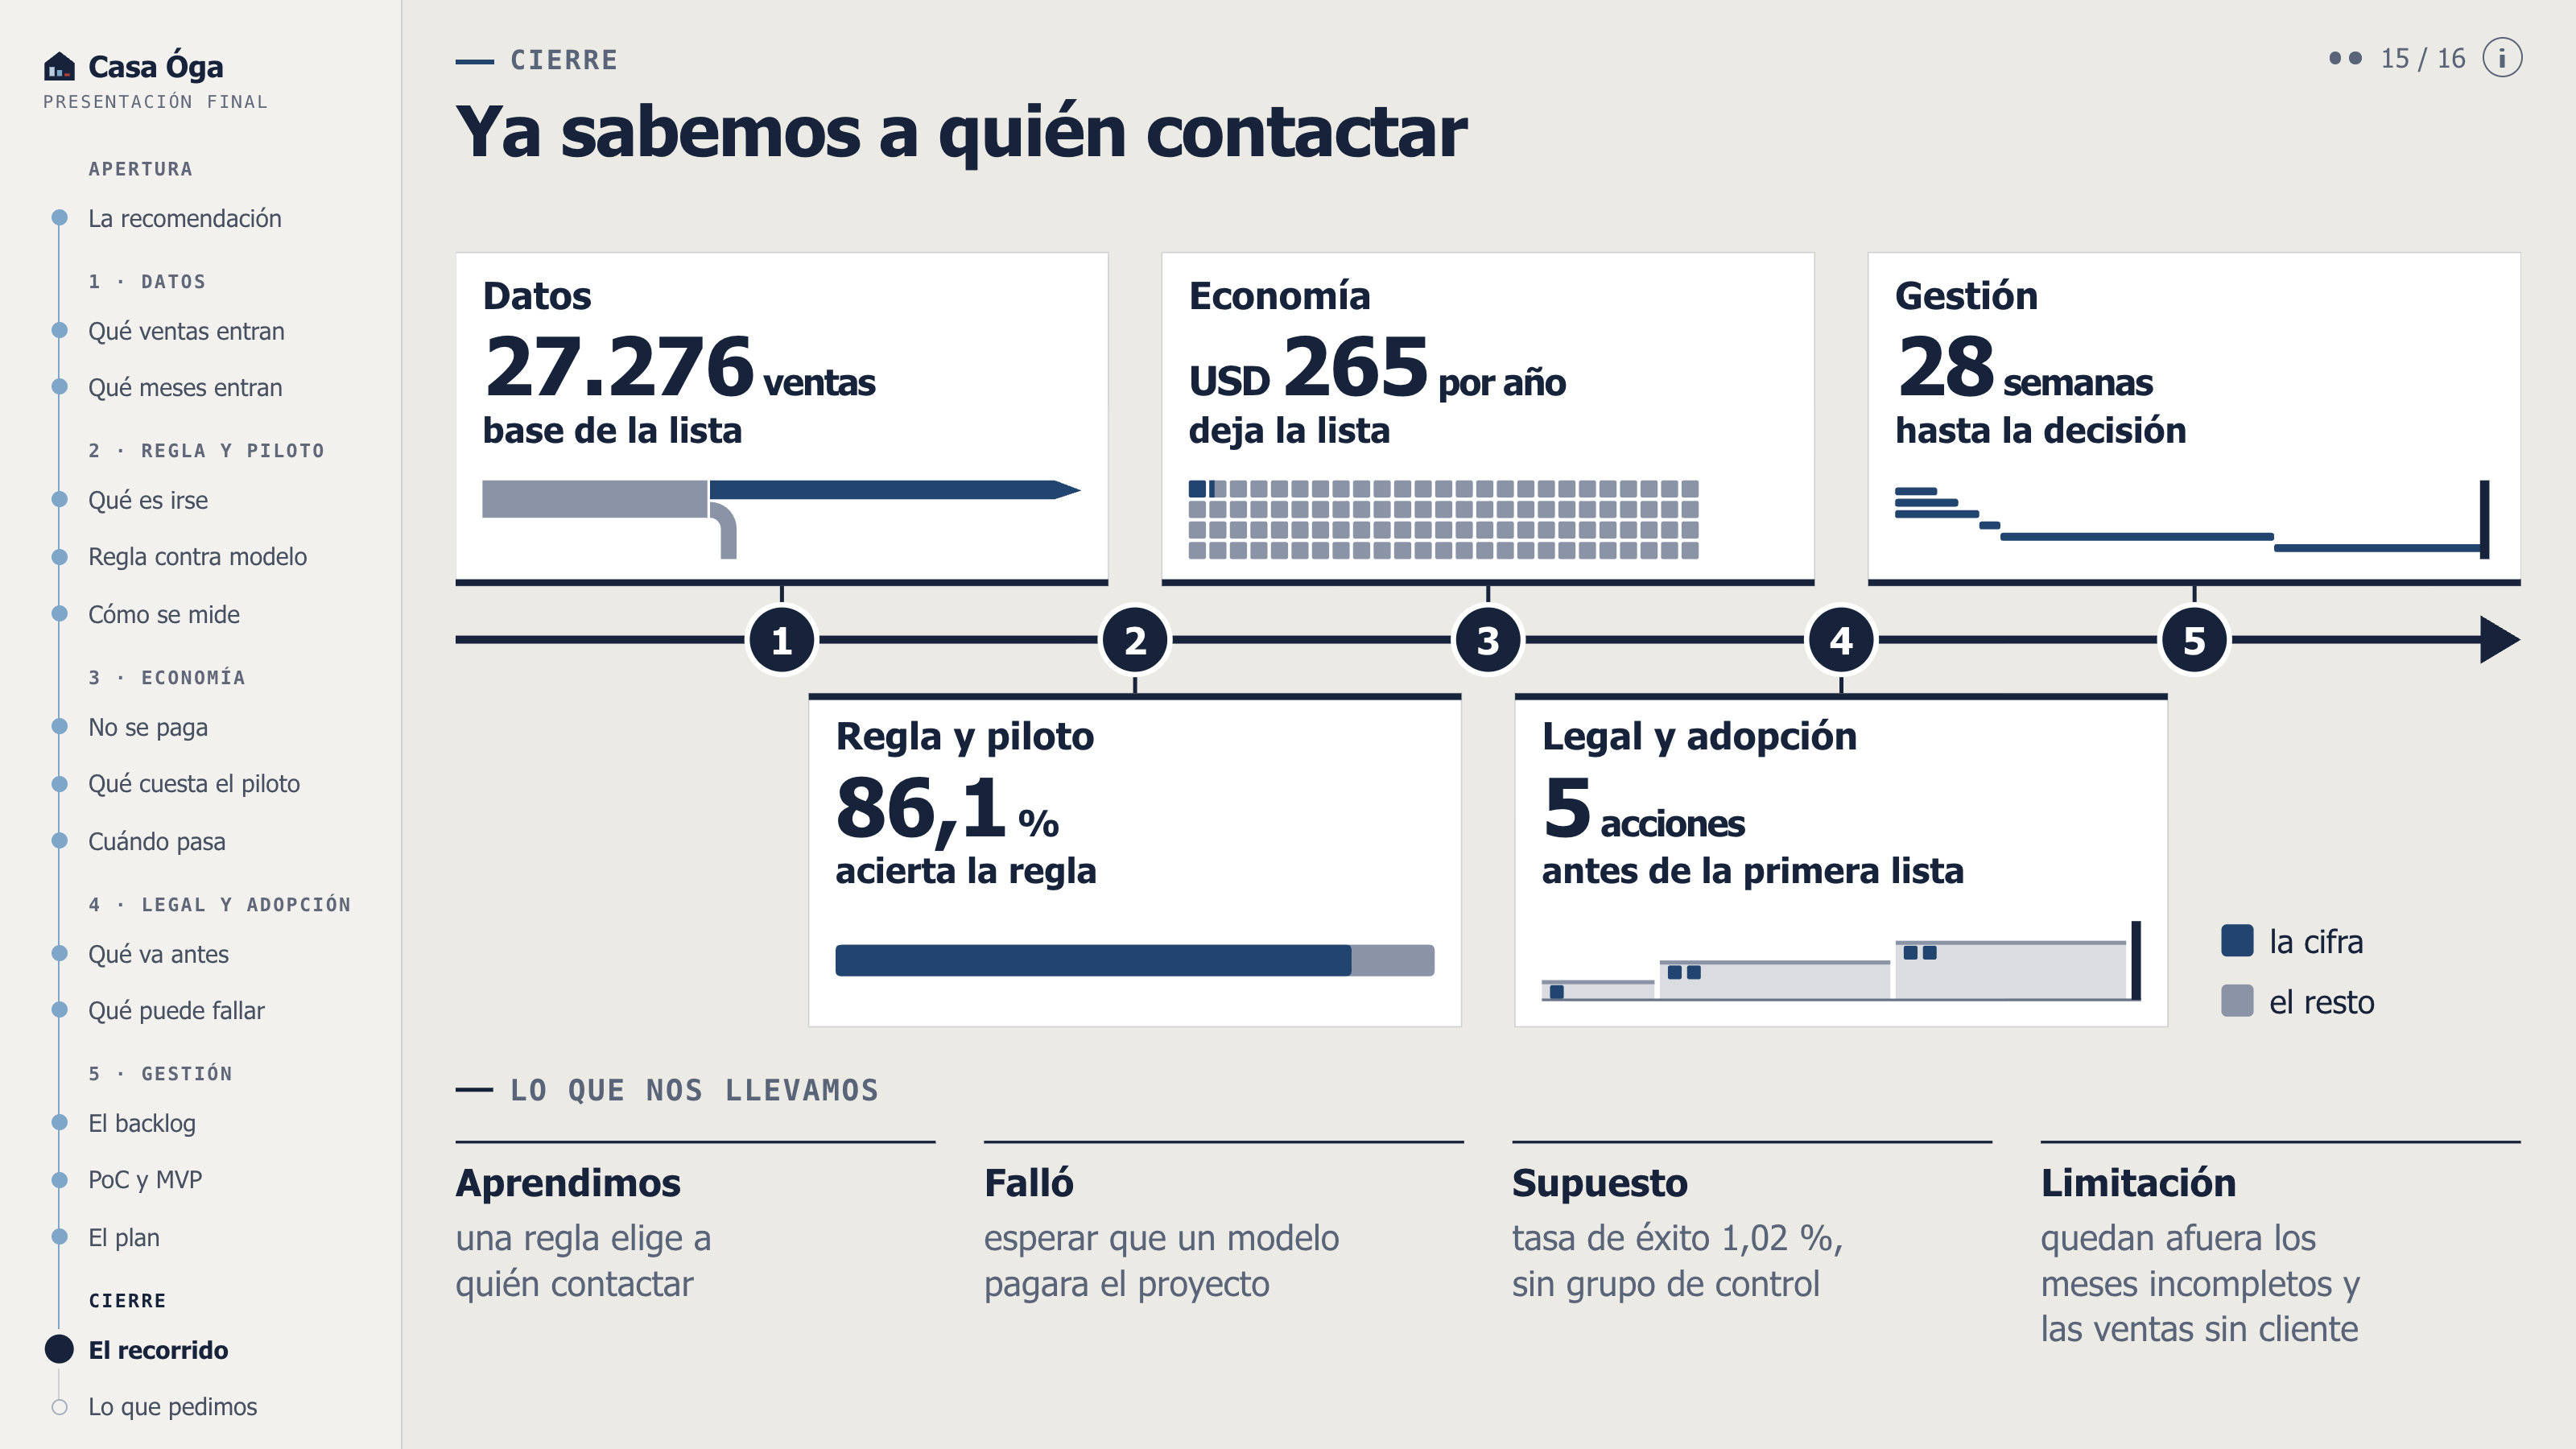 Casa Óga
PRESENTACIÓN FINAL
APERTURA
La recomendación
1 · DATOS
Qué ventas entran
Qué meses entran
2 · REGLA Y PILOTO
Qué es irse
Regla contra modelo
Cómo se mide
3 · ECONOMÍA
No se paga
Qué cuesta el piloto
Cuándo pasa
4 · LEGAL Y ADOPCIÓN
Qué va antes
Qué puede fallar
5 · GESTIÓN
El backlog
PoC y MVP
El plan
CIERRE
El recorrido
Lo que pedimos
CIERRE
15 / 16
i
Ya sabemos a quién contactar
Datos
27.276 ventas
base de la lista
Economía
USD 265 por año
deja la lista
Gestión
28 semanas
hasta la decisión
1
2
3
4
5
Regla y piloto
86,1 %
acierta la regla
Legal y adopción
5 acciones
antes de la primera lista
la cifra
el resto
LO QUE NOS LLEVAMOS
Aprendimos
una regla elige a
quién contactar
Falló
esperar que un modelo
pagara el proyecto
Supuesto
tasa de éxito 1,02 %,
sin grupo de control
Limitación
quedan afuera los
meses incompletos y
las ventas sin cliente